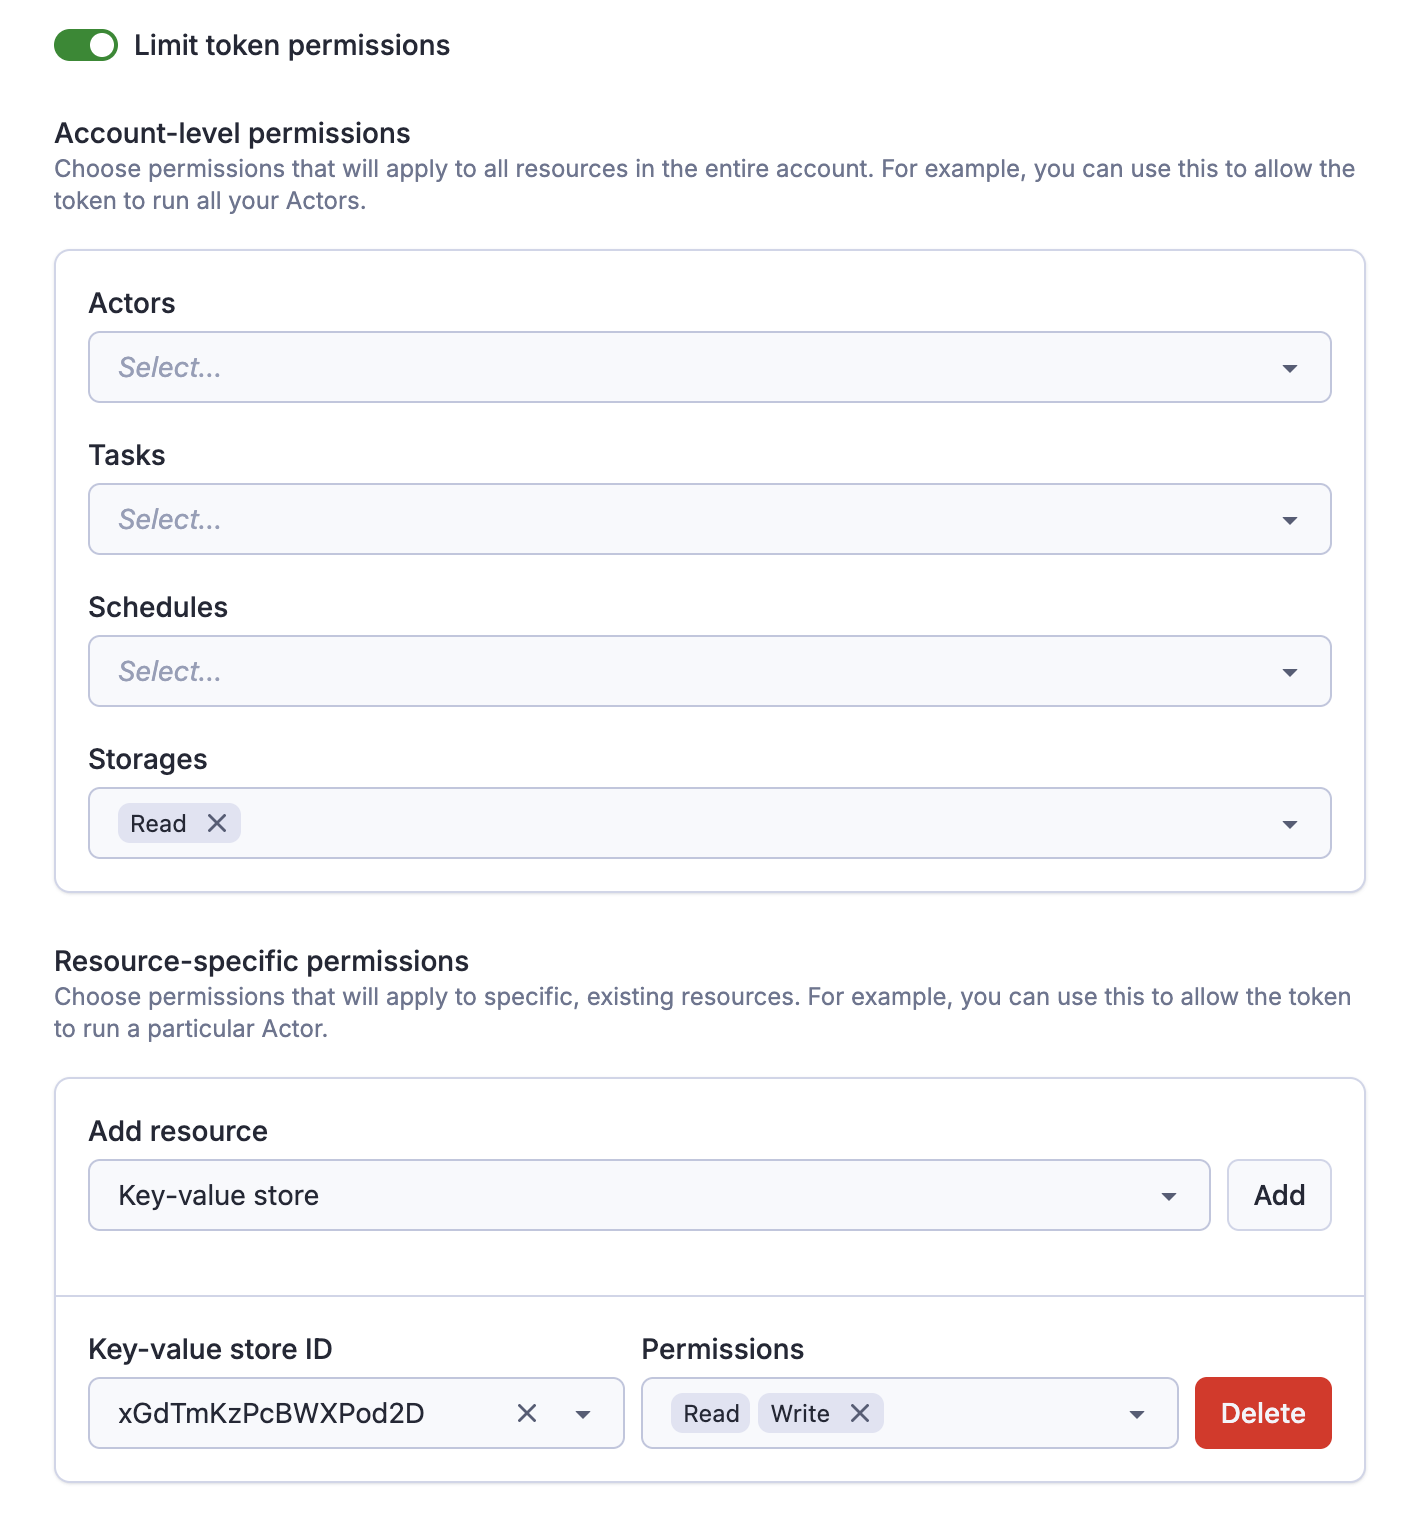 Limit token permissions
Account-level permissions
Choose permissions that will apply to all resources in the entire account. For example, you can use this to allow the
token to run all your Actors.
Actors
Select...
Tasks
Select...
Schedules
Select...
Storages
Read
Resource-specific permissions
Choose permissions that will apply to specific, existing resources. For example, you can use this to allow the token
to run a particular Actor.
Add resource
Key-value store
Add
Key-value store ID
Permissions
xGdTmKzPcBWXPod2D
Read
Write
Delete